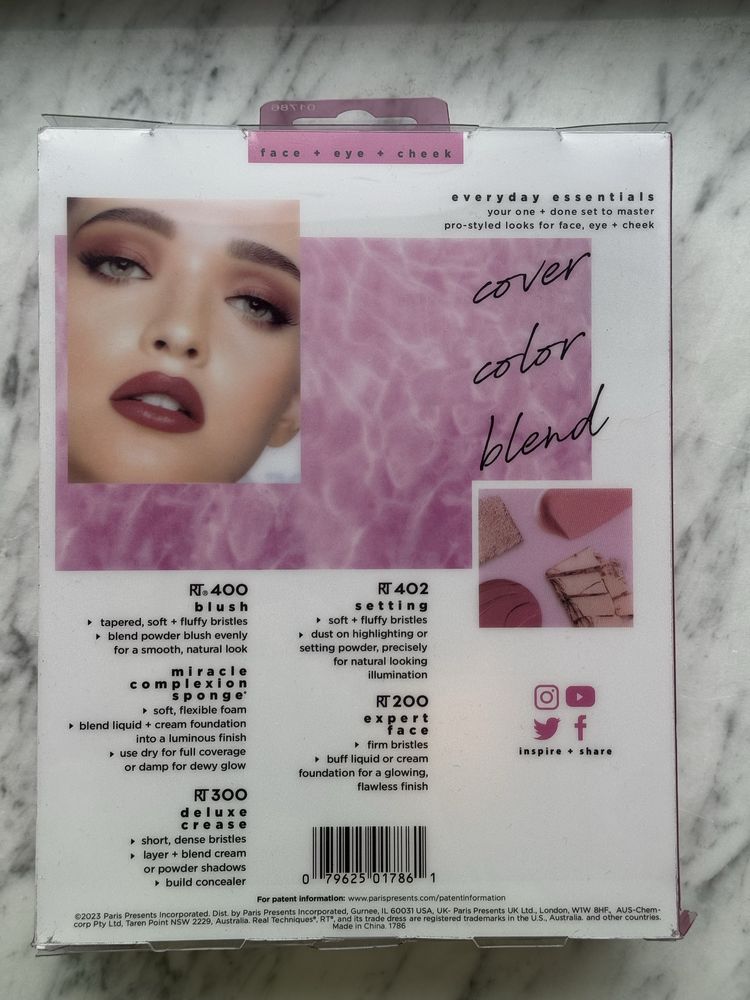 01786
face + eye + cheek
everyday essentials
your one + done set to master
pro-styled looks for face, eye + cheek
cover
color
blend
RT® 400
blush
▸ tapered, soft + fluffy bristles
▸ blend powder blush evenly
for a smooth, natural look
miracle
complexion
sponge®
▸ soft, flexible foam
▸ blend liquid + cream foundation
into a luminous finish
▸ use dry for full coverage
or damp for dewy glow
RT 300
deluxe
crease
▸ short, dense bristles
▸ layer + blend cream
or powder shadows
▸ build concealer
RT 402
setting
▸ soft + fluffy bristles
▸ dust on highlighting or
setting powder, precisely
for natural looking
illumination
RT 200
expert
face
▸ firm bristles
▸ buff liquid or cream
foundation for a glowing,
flawless finish
inspire + share
0 79625 01786 1
For patent information: www.parispresents.com/patentinformation
©2023 Paris Presents Incorporated. Dist. by Paris Presents Incorporated, Gurnee, IL 60031 USA, UK- Paris Presents UK Ltd., London, W1W 8HF, AUS-Chem-
corp Pty Ltd, Taren Point NSW 2229, Australia. Real Techniques®, RT®, and its trade dress are registered trademarks in the U.S., Australia. and other countries.
Made in China. 1786